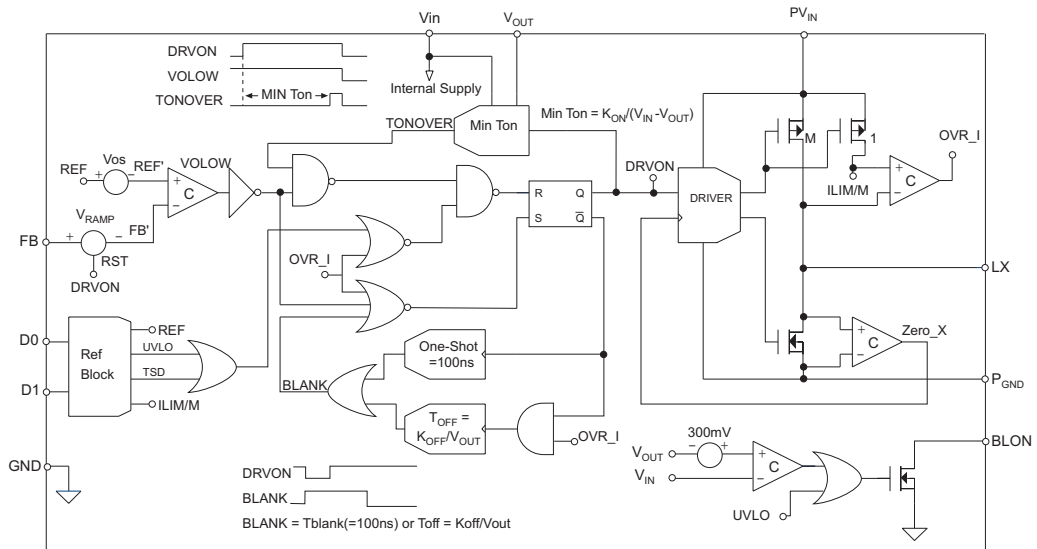 Vin
VOUT
PVIN
DRVON
VOLOW
TONOVER
MIN Ton
Internal Supply
TONOVER
Min Ton
Min Ton = KON/(VIN -VOUT)
M
1
OVR_I
DRVON
ILIM/M
C
REF
+
Vos
−
REF'
VOLOW
+
−
C
R
Q
S
Q
DRIVER
FB
+
VRAMP
−
FB'
RST
DRVON
OVR_I
LX
D0
D1
Ref
Block
REF
UVLO
TSD
ILIM/M
One-Shot
=100ns
BLANK
TOFF =
KOFF/VOUT
OVR_I
+
−
C
Zero_X
PGND
BLON
GND
DRVON
BLANK
BLANK = Tblank(=100ns) or Toff = Koff/Vout
300mV
VOUT
−
+
VIN
+
−
C
UVLO